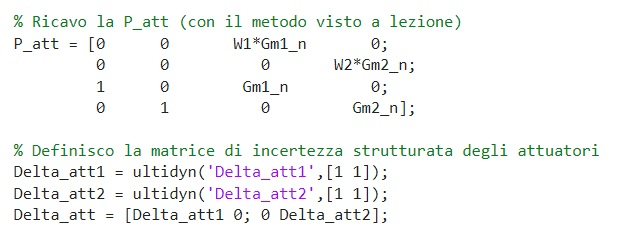 % Ricavo la P_att (con il metodo visto a lezione)
P_att = [0 0 W1*Gm1_n 0;
0 0 0 W2*Gm2_n;
1 0 Gm1_n 0;
0 1 0 Gm2_n];
% Definisco la matrice di incertezza strutturata degli attuatori
Delta_att1 = ultidyn('Delta_att1',[1 1]);
Delta_att2 = ultidyn('Delta_att2',[1 1]);
Delta_att = [Delta_att1 0; 0 Delta_att2];